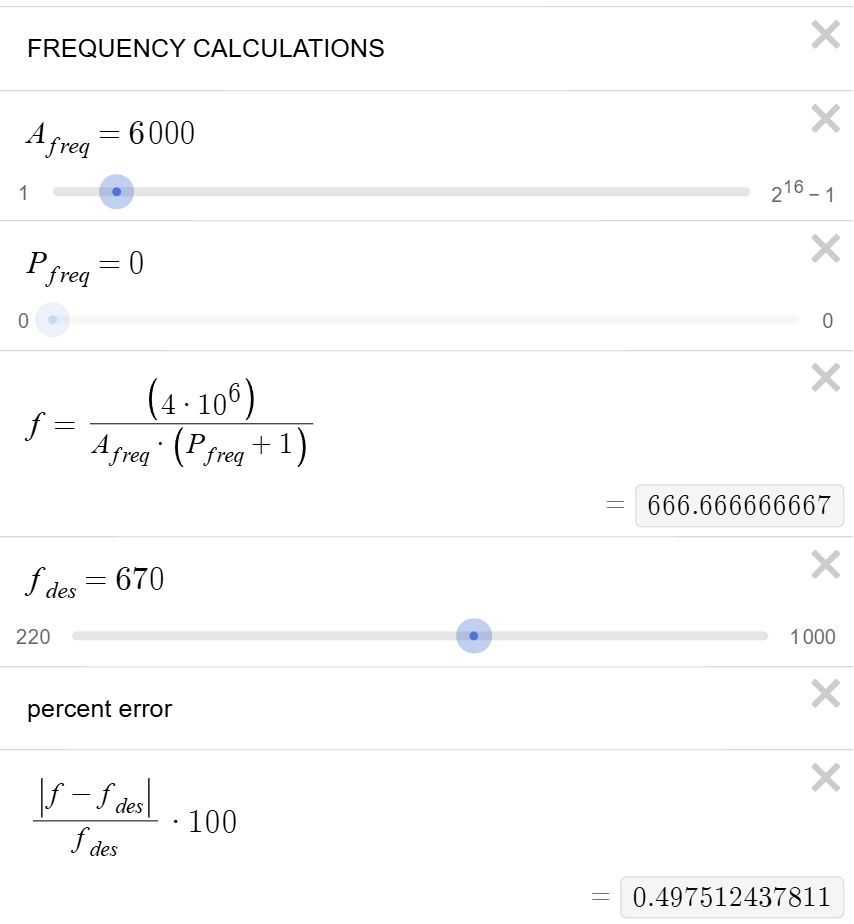 FREQUENCY CALCULATIONS
A_freq = 6000
1 2^16 − 1
P_freq = 0
0 0
f = (4 · 10^6) / (A_freq · (P_freq + 1))
= 666.666666667
f_des = 670
220 1000
percent error
|f − f_des| / f_des · 100
= 0.497512437811